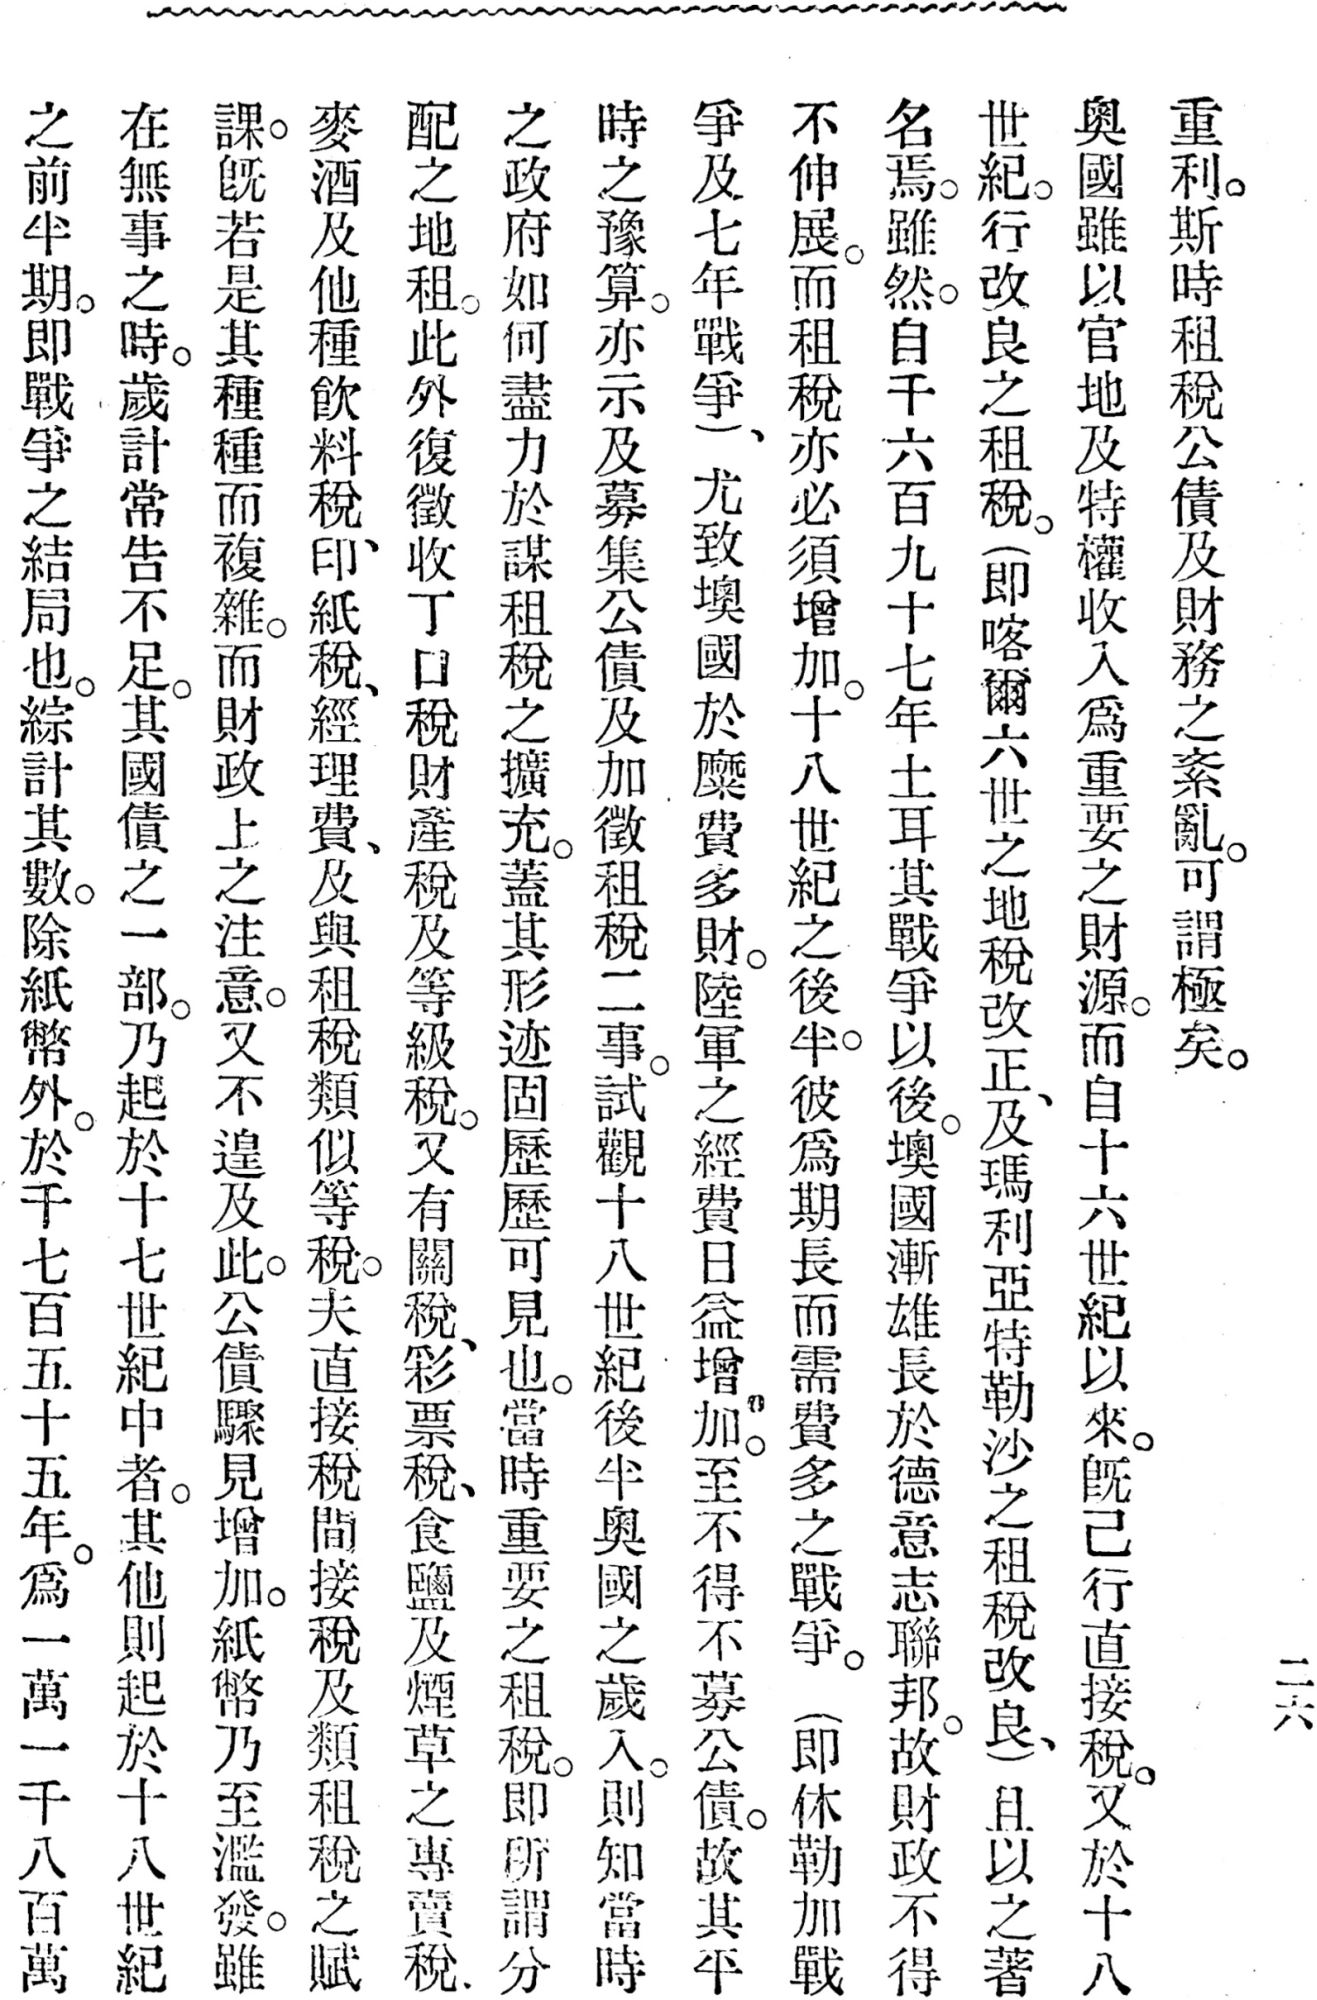 二六
重利。斯時租稅公債及財務之紊亂。可謂極矣。
奧國雖以官地及特權收入爲重要之財源。而自十六世紀以來。旣已行直接稅。又於十八
世紀。行改良之租稅。（即喀爾六世之地稅改正、及瑪利亞特勒沙之租稅改良、）且以之著
名焉。雖然。自千六百九十七年土耳其戰爭以後。墺國漸雄長於德意志聯邦。故財政不得
不伸展。而租稅亦必須增加。十八世紀之後半。彼爲期長而需費多之戰爭。（即休勒加戰
爭及七年戰爭）、尤致墺國於糜費多財。陸軍之經費日益增加。至不得不募公債。故其平
時之豫算。亦示及募集公債及加徵租稅二事。試觀十八世紀後半奧國之歲入。則知當時
之政府如何盡力於謀租稅之擴充。蓋其形迹固歷歷可見也。當時重要之租稅。即所謂分
配之地租。此外復徵收丁口稅財產稅及等級稅。又有關稅、彩票稅、食鹽及煙草之專賣稅.
麥酒及他種飮料稅、印紙稅、經理費、及與租稅類似等稅。夫直接稅間接稅及類租稅之賦
課。旣若是其種種而複雜。而財政上之注意。又不遑及此。公債驟見增加。紙幣乃至濫發。雖
在無事之時。歲計常告不足。其國債之一部。乃起於十七世紀中者。其他則起於十八世紀
之前半期。即戰爭之結局也。綜計其數。除紙幣外。於千七百五十五年。爲一萬一千八百萬